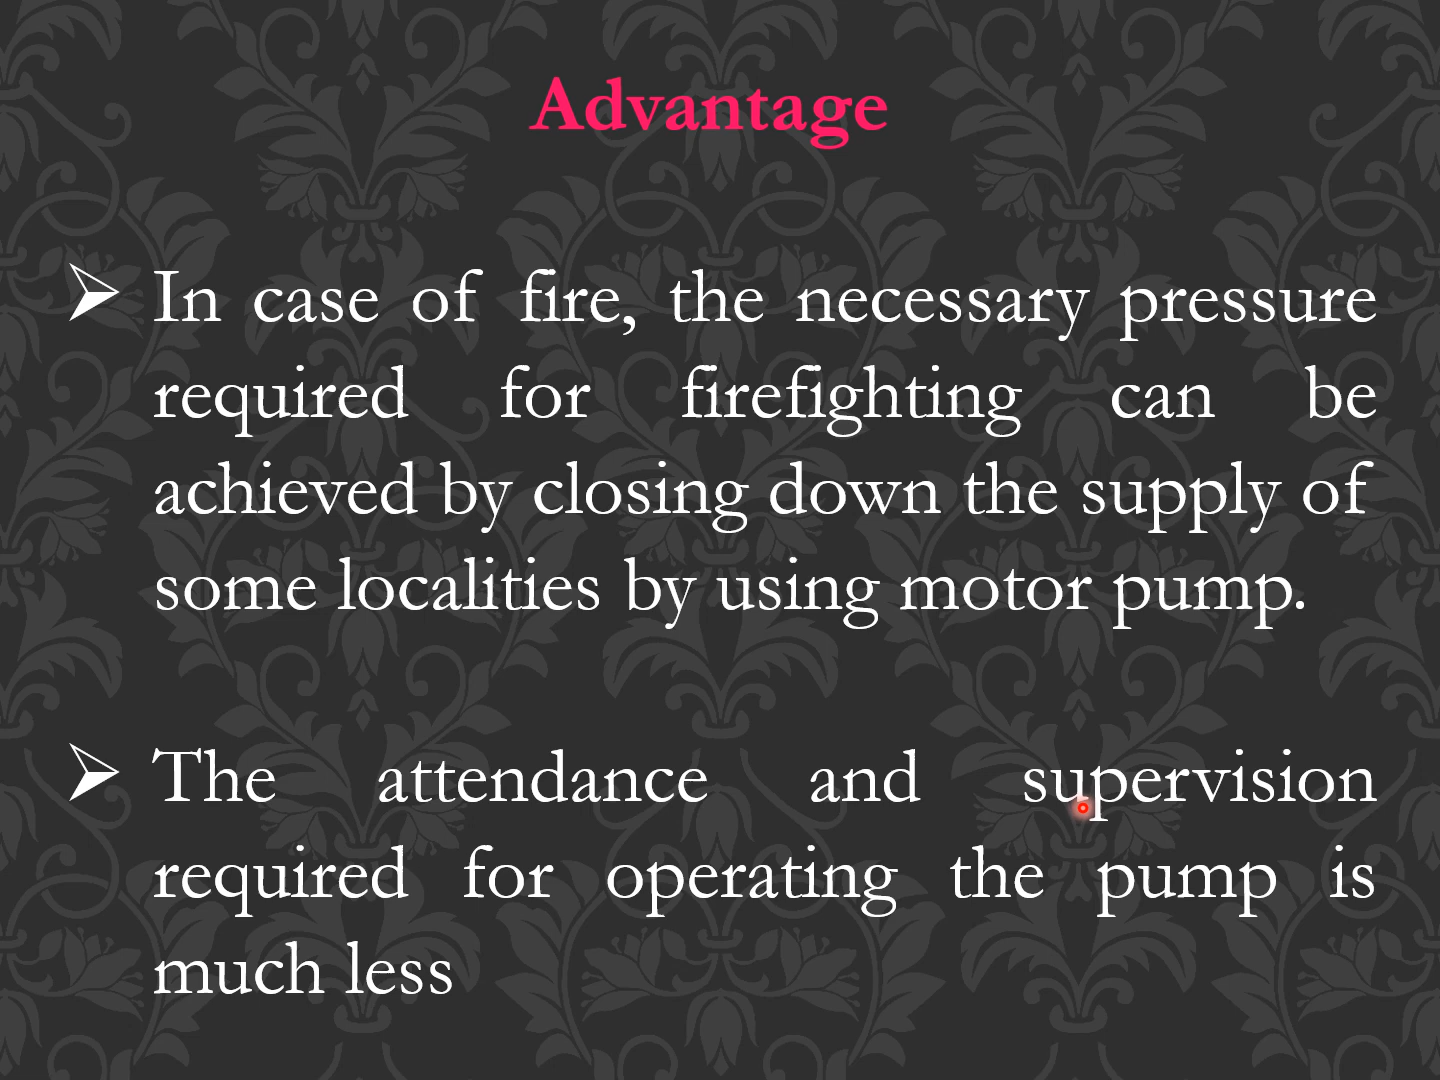 Advantage
In case of fire, the necessary pressure
required for firefighting can be
achieved by closing down the supply of
some localities by using motor pump.
The attendance and supervision
required for operating the pump is
much less